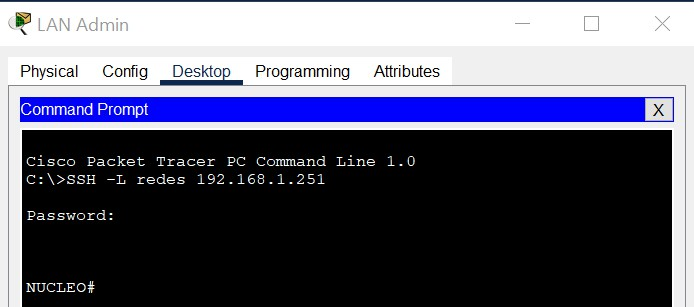 LAN Admin
Physical Config Desktop Programming Attributes
Command Prompt X
Cisco Packet Tracer PC Command Line 1.0
C:\>SSH -L redes 192.168.1.251
Password:
NUCLEO#